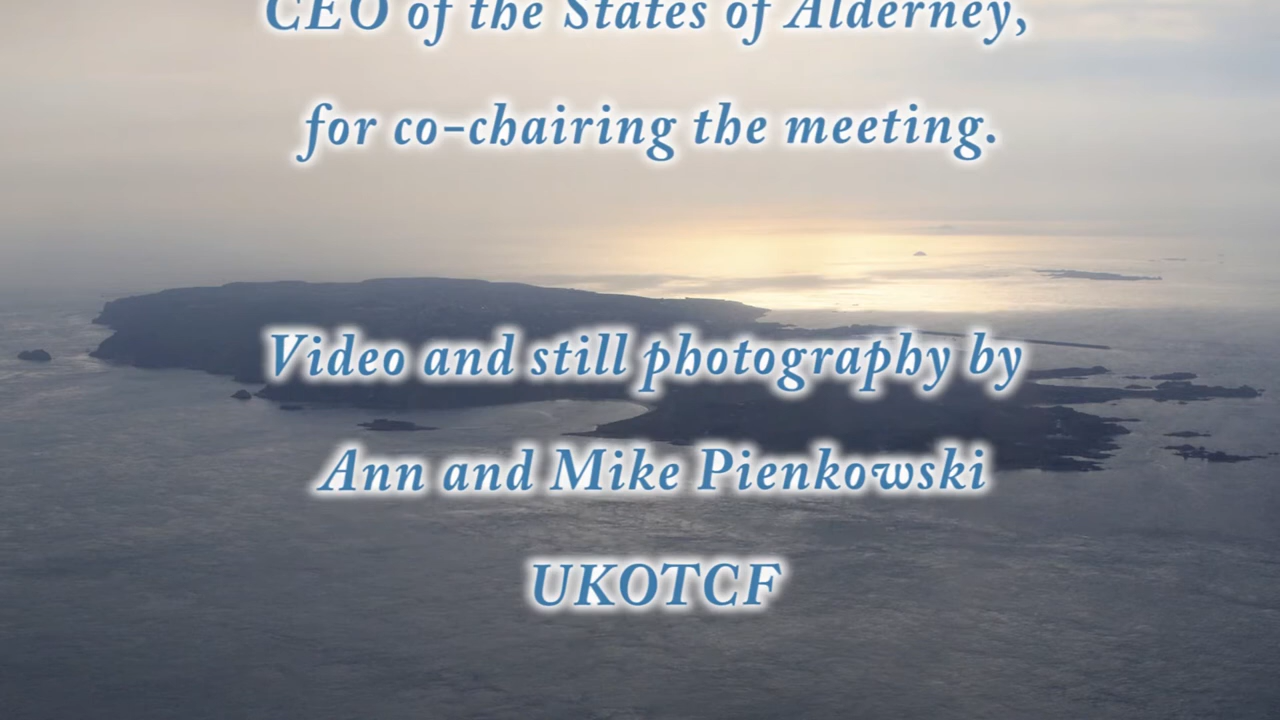 CEO of the States of Alderney,
for co-chairing the meeting.
Video and still photography by
Ann and Mike Pienkowski
UKOTCF